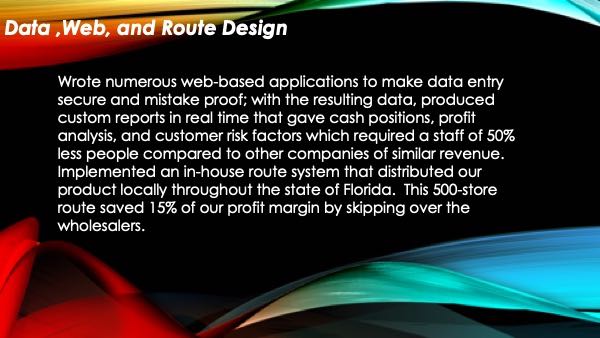 Data ,Web, and Route Design
Wrote numerous web-based applications to make data entry
secure and mistake proof; with the resulting data, produced
custom reports in real time that gave cash positions, profit
analysis, and customer risk factors which required a staff of 50%
less people compared to other companies of similar revenue.
Implemented an in-house route system that distributed our
product locally throughout the state of Florida.  This 500-store
route saved 15% of our profit margin by skipping over the
wholesalers.